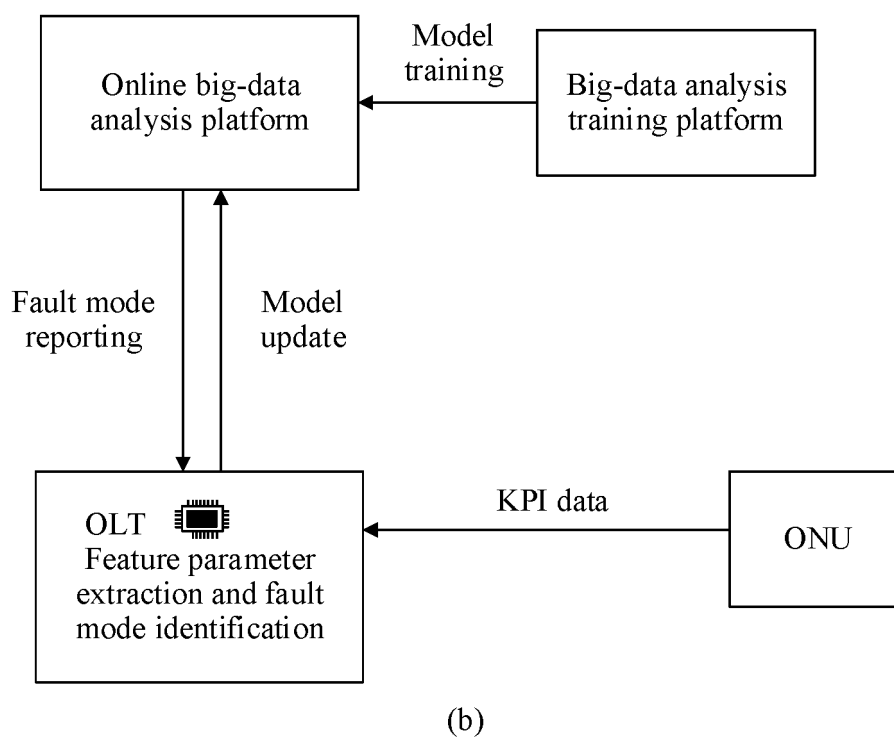 Online big-data
analysis platform
Model
training
Big-data analysis
training platform
Fault mode
reporting
Model
update
OLT
Feature parameter
extraction and fault
mode identification
KPI data
ONU
(b)